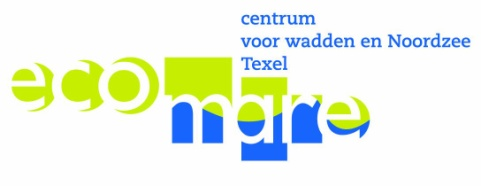 centrum
voor wadden en Noordzee
Texel
ecomare